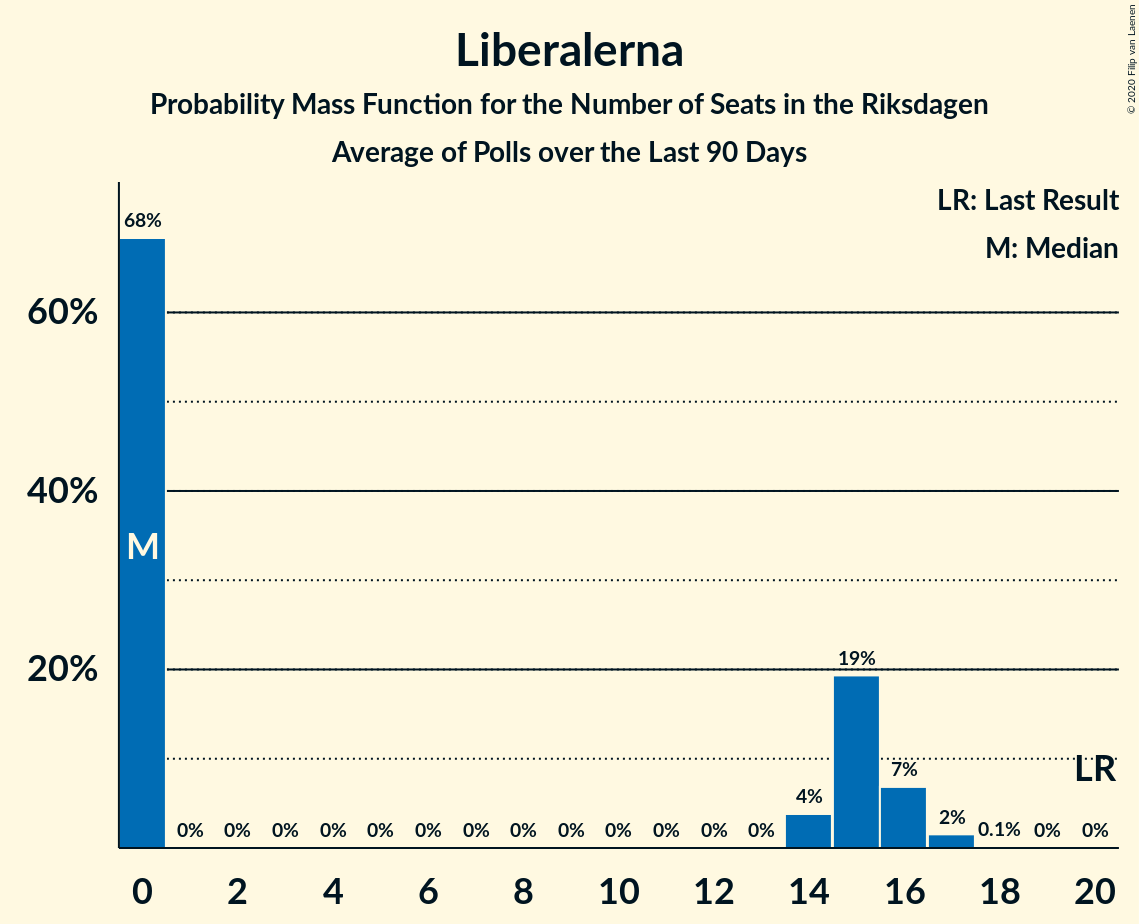 Liberalerna
Probability Mass Function for the Number of Seats in the Riksdagen
Average of Polls over the Last 90 Days
© 2020 Filip van Laenen
LR: Last Result
M: Median
68%
60%
40%
M
20%
19%
LR
7%
4%
2%
0% 0% 0% 0% 0% 0% 0% 0% 0% 0% 0% 0% 0% 0.1% 0% 0%
0 2 4 6 8 10 12 14 16 18 20